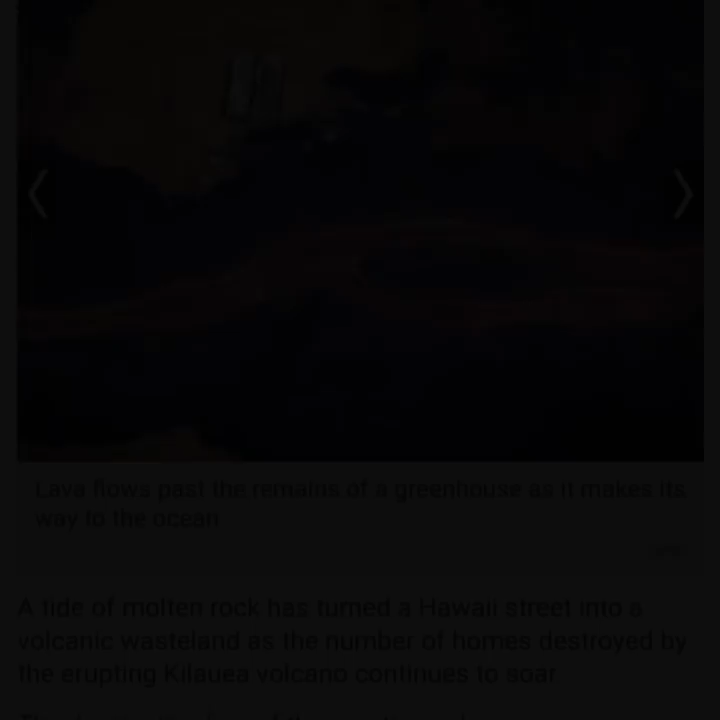 Lava flows past the remains of a greenhouse as it makes its
way to the ocean
A tide of molten rock has turned a Hawaii street into a
volcanic wasteland as the number of homes destroyed by
the erupting Kilauea volcano continues to soar.